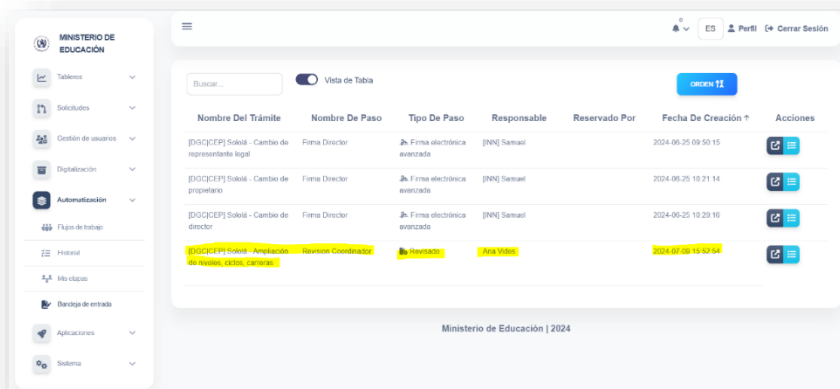 MINISTERIO DE
EDUCACIÓN
0
ES Perfil Cerrar Sesión
Tableros
Solicitudes
Gestión de usuarios
Digitalización
Automatización
Flujos de trabajo
Historial
Mis etapas
Bandeja de entrada
Aplicaciones
Sistema
Buscar...
Vista de Tabla
ORDEN
Nombre Del Trámite Nombre De Paso Tipo De Paso Responsable Reservado Por Fecha De Creación ↑ Acciones
[DGC|CEP] Sololá - Cambio de Firma Director Firma electrónica [INN] Samuel 2024-06-25 09:50:15
representante legal avanzada
[DGC|CEP] Sololá - Cambio de Firma Director Firma electrónica [INN] Samuel 2024-06-25 10:21:14
propietario avanzada
[DGC|CEP] Sololá - Cambio de Firma Director Firma electrónica [INN] Samuel 2024-06-25 10:29:16
director avanzada
[DGC|CEP] Sololá - Ampliación Revision Coordinador Revisado Ana Vides 2024-07-09 15:52:54
de niveles, ciclos, carreras
Ministerio de Educación | 2024